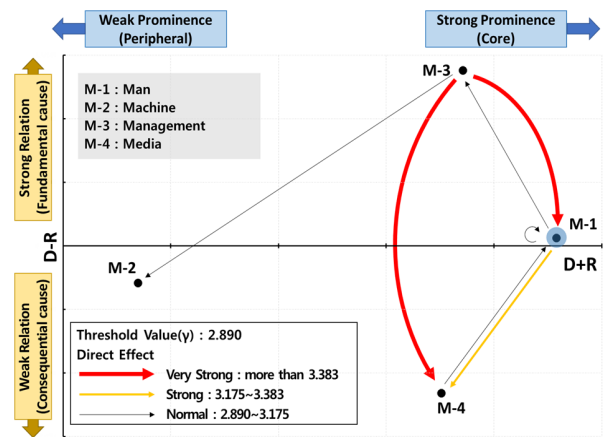 Weak Prominence
(Peripheral)
Strong Prominence
(Core)
Strong Relation
(Fundamental cause)
M-1 : Man
M-2 : Machine
M-3 : Management
M-4 : Media
M-3
M-1
D-R
D+R
M-2
Weak Relation
(Consequential cause)
Threshold Value(γ) : 2.890
Direct Effect
Very Strong : more than 3.383
Strong : 3.175~3.383
Normal : 2.890~3.175
M-4